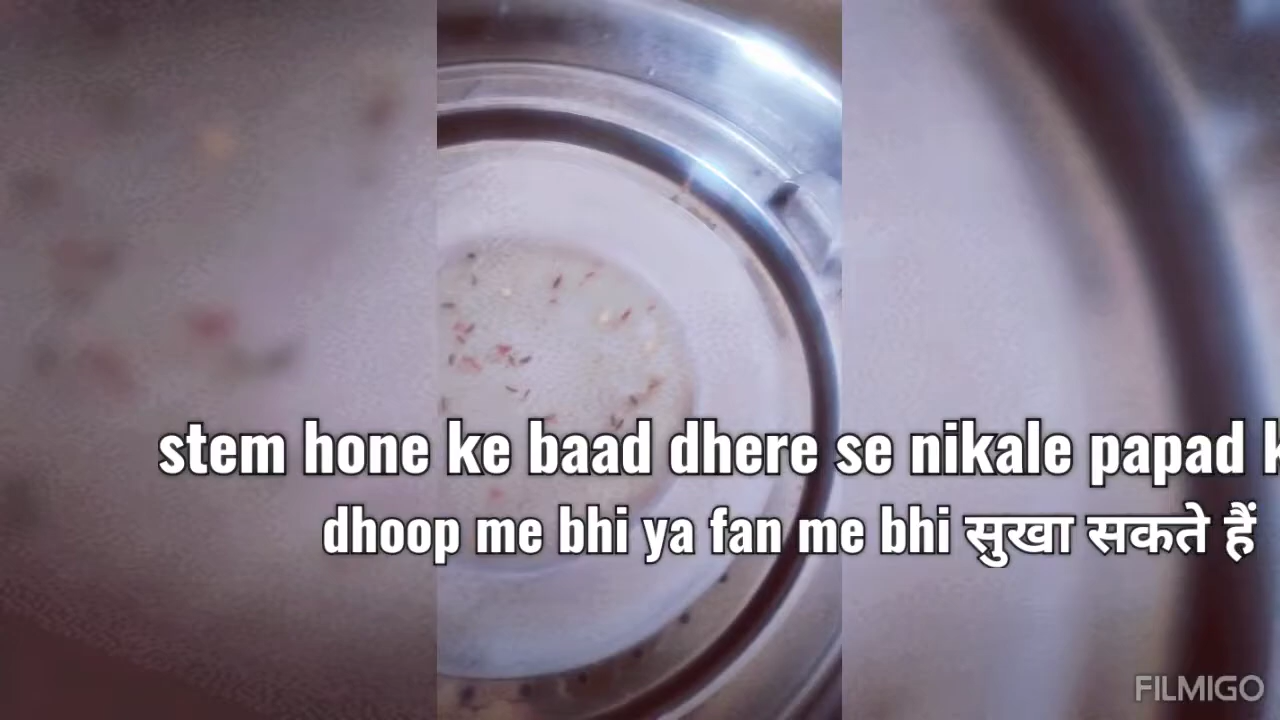 stem hone ke baad dhere se nikale papad
dhoop me bhi ya fan me bhi सुखा सकते हैं
FILMIGO